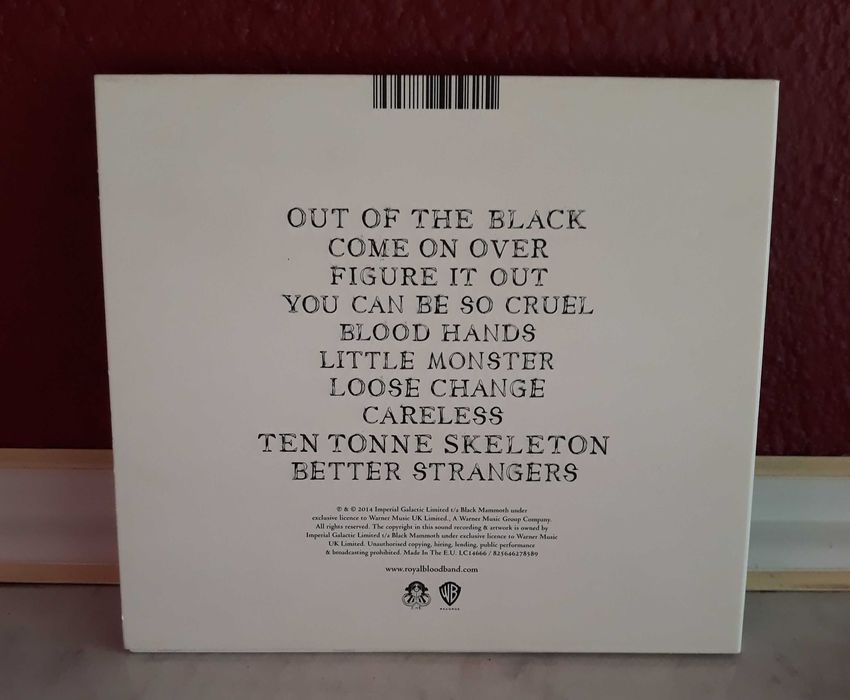 OUT OF THE BLACK
COME ON OVER
FIGURE IT OUT
YOU CAN BE SO CRUEL
BLOOD HANDS
LITTLE MONSTER
LOOSE CHANGE
CARELESS
TEN TONNE SKELETON
BETTER STRANGERS
℗ & © 2014 Imperial Galactic Limited t/a Black Mammoth under
exclusive licence to Warner Music UK Limited., A Warner Music Group Company.
All rights reserved. The copyright in this sound recording & artwork is owned by
Imperial Galactic Limited t/a Black Mammoth under exclusive licence to Warner Music
UK Limited. Unauthorised copying, hiring, lending, public performance
& broadcasting prohibited. Made In The E.U. LC14666 / 825646278589
www.royalbloodband.com
WB
RECORDS